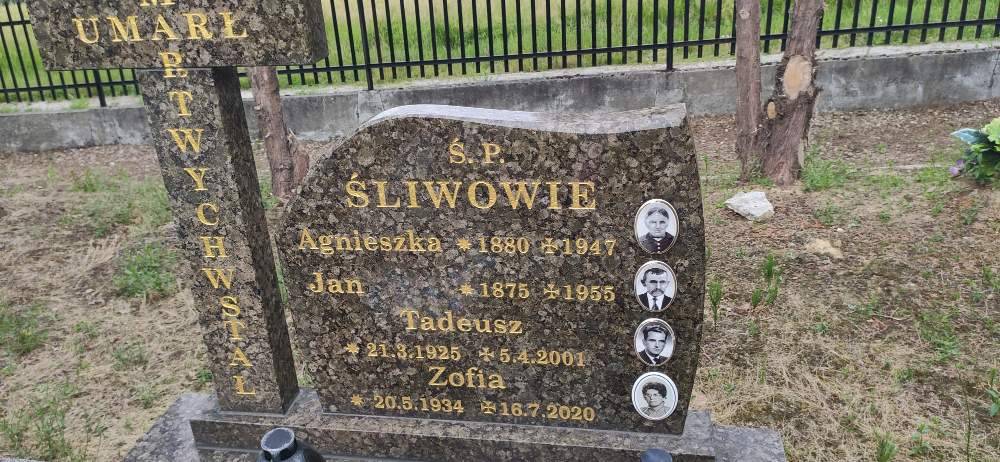 UMARŁ
MARTWYCHWSTAŁ
Ś. P.
ŚLIWOWIE
Agnieszka * 1880 ✢ 1947
Jan * 1875 ✢ 1955
Tadeusz
* 21.3.1925 ✢ 5.4.2001
Zofia
* 20.5.1934 ✢ 16.7.2020